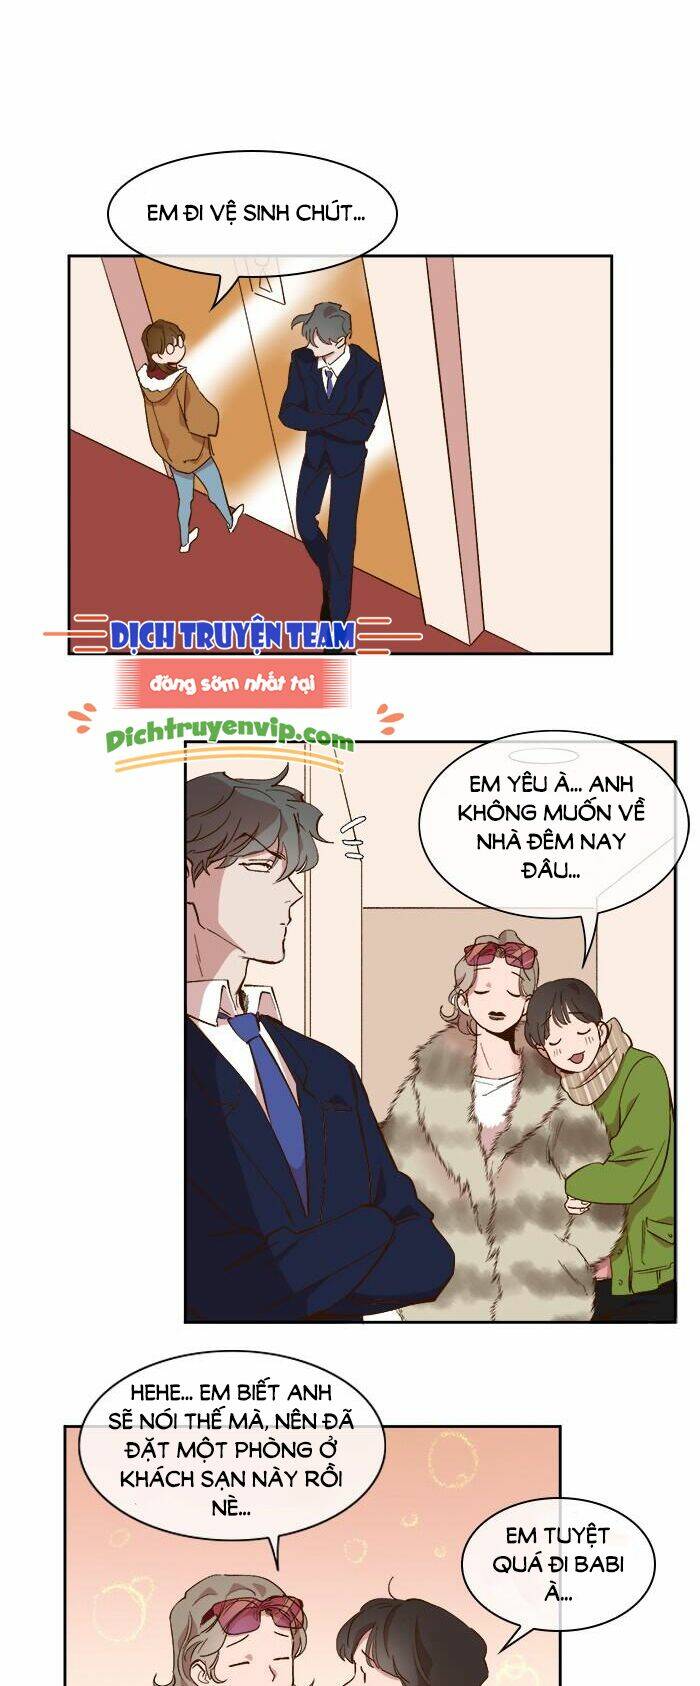 EM ĐI VỆ SINH CHÚT...
DỊCH TRUYỆN TEAM
đăng sớm nhất tại
Dichtruyenvip.com
EM YÊU À... ANH
KHÔNG MUỐN VỀ
NHÀ ĐÊM NAY
ĐÂU...
HEHE... EM BIẾT ANH
SẼ NÓI THẾ MÀ, NÊN ĐÃ
ĐẶT MỘT PHÒNG Ở
KHÁCH SẠN NÀY RỒI
NÈ...
EM TUYỆT
QUÁ ĐI BABI
À...